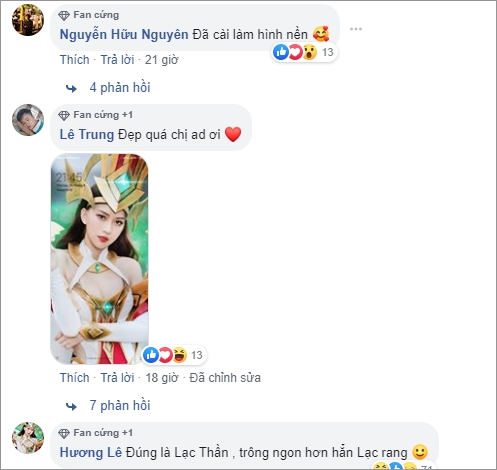 Fan cứng
Nguyễn Hữu Nguyên Đã cài làm hình nền
13
Thích · Trả lời · 21 giờ
4 phản hồi
Fan cứng +1
Lê Trung Đẹp quá chị ad ơi
21:45
13
Thích · Trả lời · 18 giờ · Đã chỉnh sửa
7 phản hồi
Fan cứng +1
Hương Lê Đúng là Lạc Thần , trông ngon hơn hẳn Lạc rang